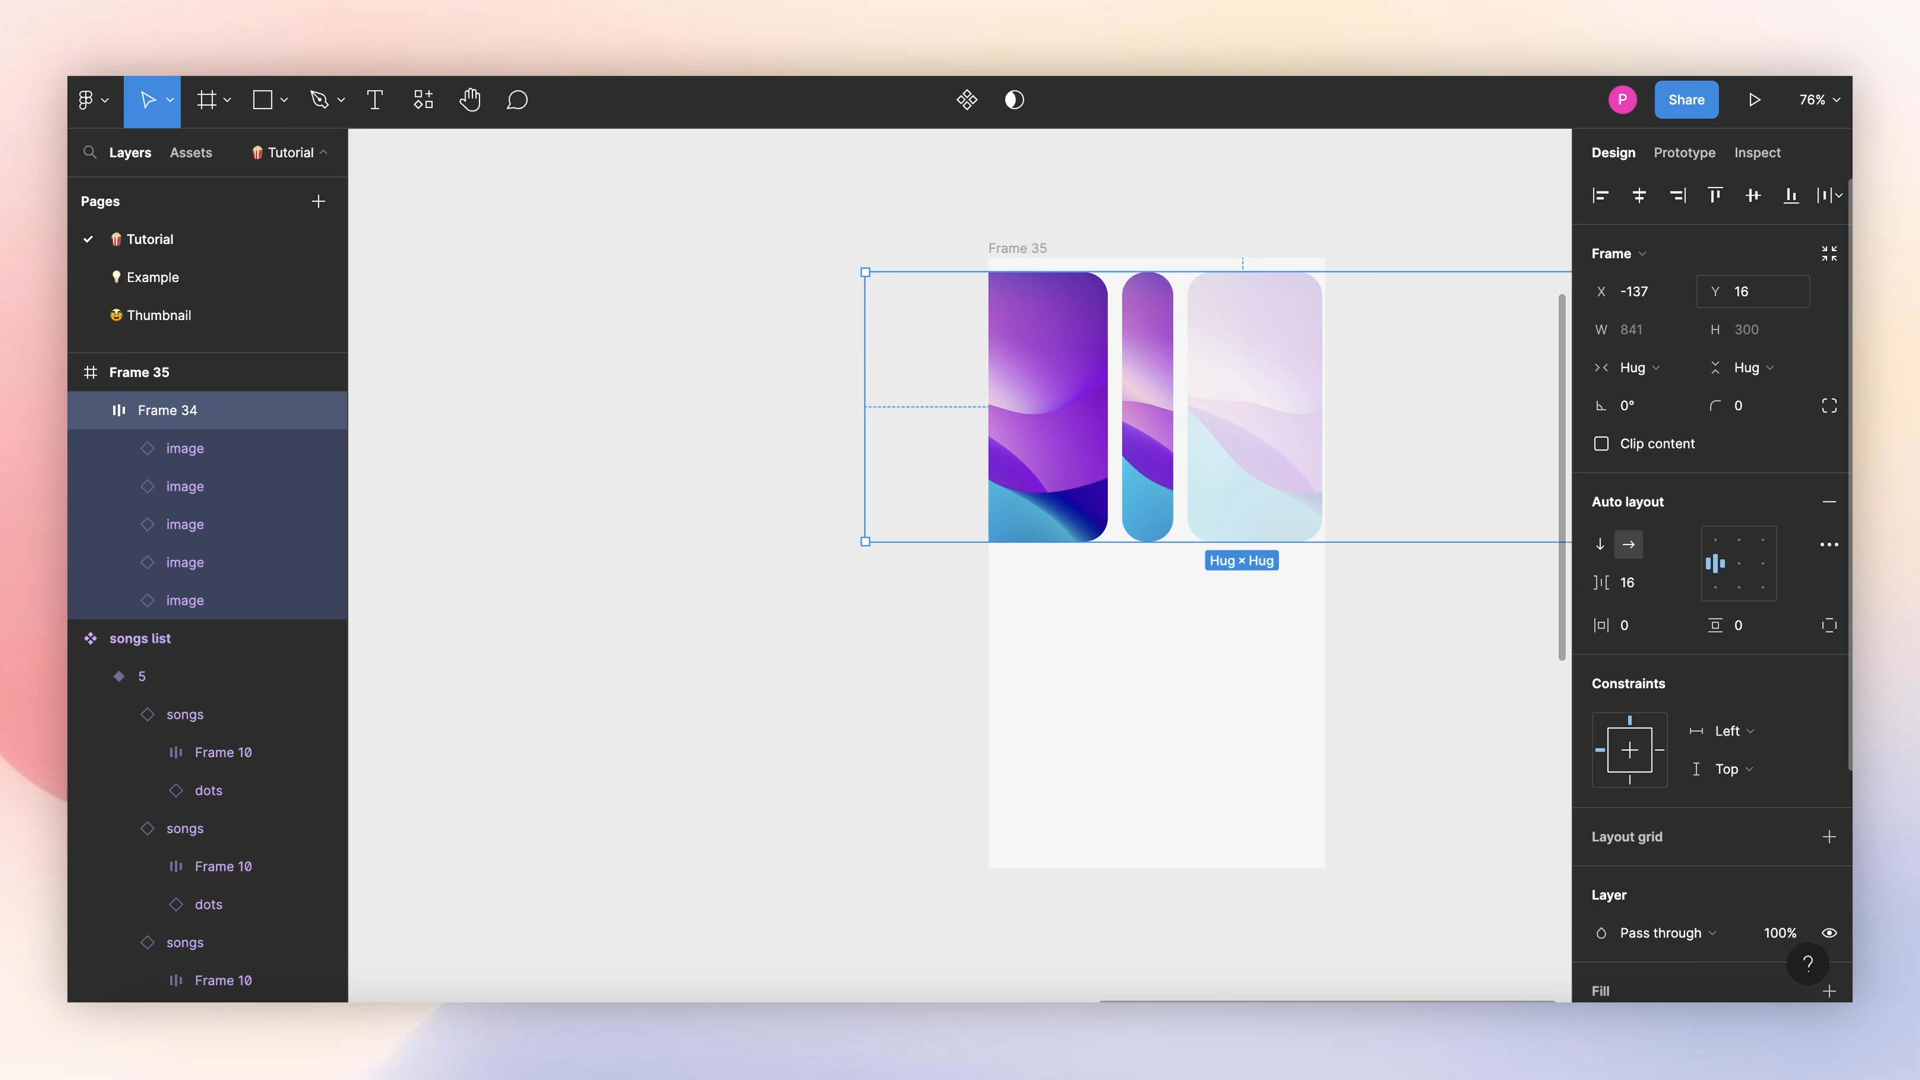 P
Share
76%
Layers
Assets
Tutorial
Pages
Tutorial
Example
Thumbnail
Frame 35
Frame 34
image
image
image
image
image
songs list
5
songs
Frame 10
dots
songs
Frame 10
dots
songs
Frame 10
Frame 35
Hug × Hug
Design
Prototype
Inspect
Frame
X -137
Y 16
W 841
H 300
Hug
Hug
0°
0
Clip content
Auto layout
16
0
0
Constraints
Left
Top
Layout grid
Layer
Pass through
100%
?
Fill